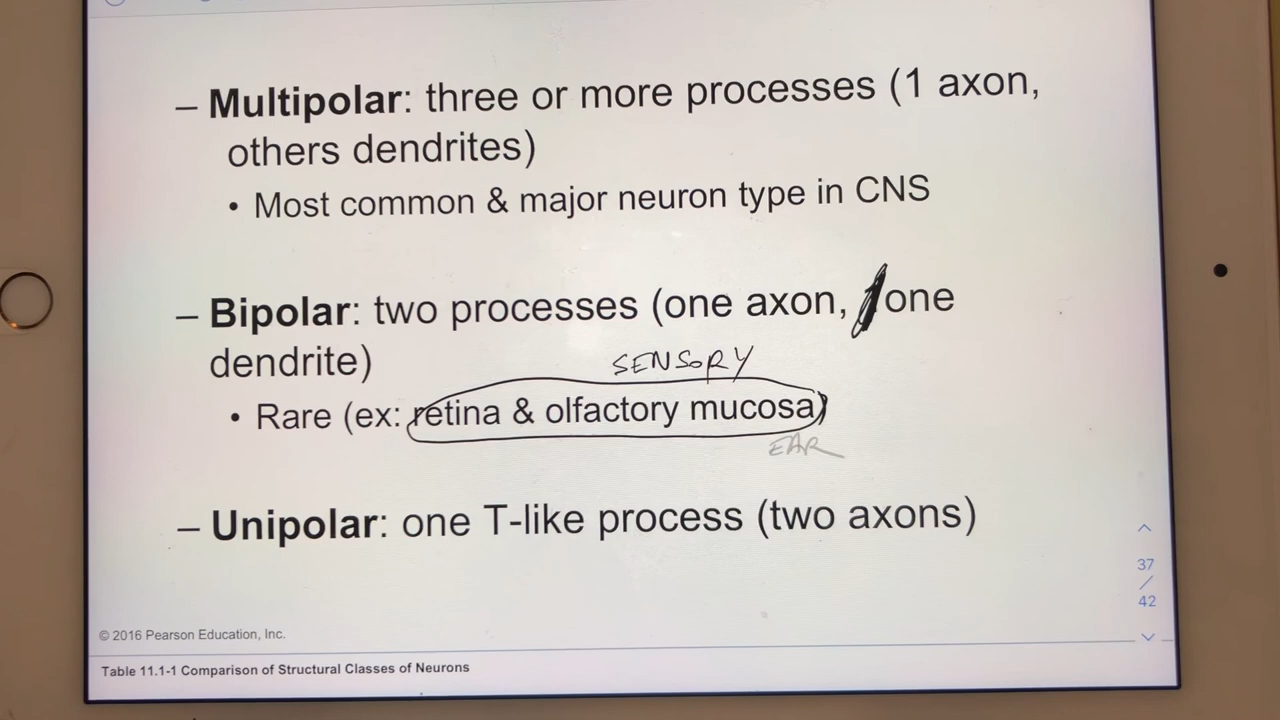 – Multipolar: three or more processes (1 axon,
others dendrites)
• Most common & major neuron type in CNS
– Bipolar: two processes (one axon, one
dendrite)
SENSORY
• Rare (ex: retina & olfactory mucosa)
EAR
– Unipolar: one T-like process (two axons)
37
/
42
© 2016 Pearson Education, Inc.
Table 11.1-1 Comparison of Structural Classes of Neurons